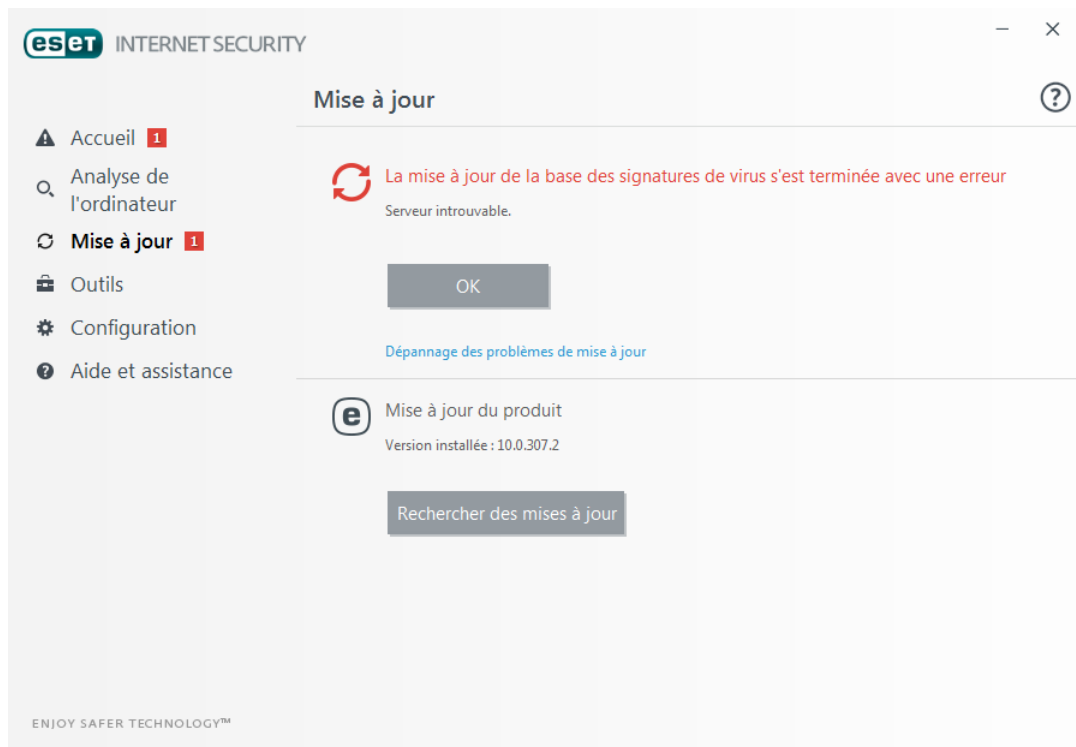 eset INTERNET SECURITY
Mise à jour
?
Accueil 1
Analyse de
l'ordinateur
Mise à jour 1
Outils
Configuration
Aide et assistance
La mise à jour de la base des signatures de virus s'est terminée avec une erreur
Serveur introuvable.
OK
Dépannage des problèmes de mise à jour
e
Mise à jour du produit
Version installée : 10.0.307.2
Rechercher des mises à jour
ENJOY SAFER TECHNOLOGY™